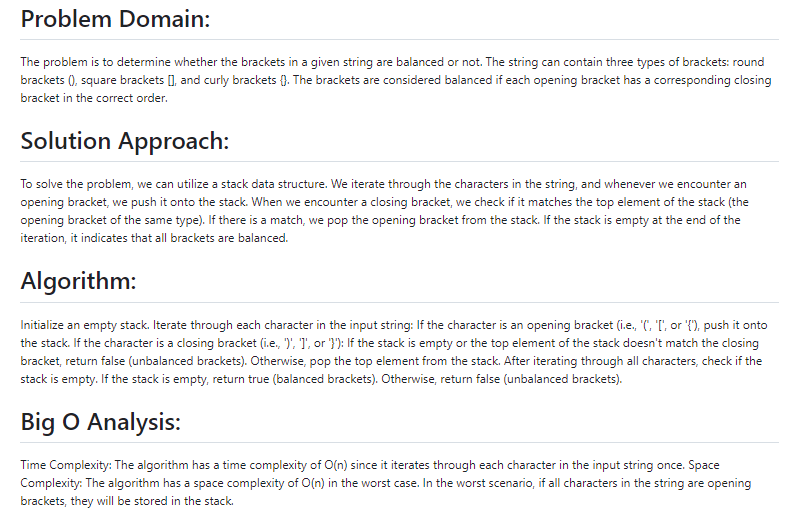 Problem Domain:
The problem is to determine whether the brackets in a given string are balanced or not. The string can contain three types of brackets: round
brackets (), square brackets [], and curly brackets {}. The brackets are considered balanced if each opening bracket has a corresponding closing
bracket in the correct order.
Solution Approach:
To solve the problem, we can utilize a stack data structure. We iterate through the characters in the string, and whenever we encounter an
opening bracket, we push it onto the stack. When we encounter a closing bracket, we check if it matches the top element of the stack (the
opening bracket of the same type). If there is a match, we pop the opening bracket from the stack. If the stack is empty at the end of the
iteration, it indicates that all brackets are balanced.
Algorithm:
Initialize an empty stack. Iterate through each character in the input string: If the character is an opening bracket (i.e., '(', '[', or '{'), push it onto
the stack. If the character is a closing bracket (i.e., ')', ']', or '}'): If the stack is empty or the top element of the stack doesn't match the closing
bracket, return false (unbalanced brackets). Otherwise, pop the top element from the stack. After iterating through all characters, check if the
stack is empty. If the stack is empty, return true (balanced brackets). Otherwise, return false (unbalanced brackets).
Big O Analysis:
Time Complexity: The algorithm has a time complexity of O(n) since it iterates through each character in the input string once. Space
Complexity: The algorithm has a space complexity of O(n) in the worst case. In the worst scenario, if all characters in the string are opening
brackets, they will be stored in the stack.